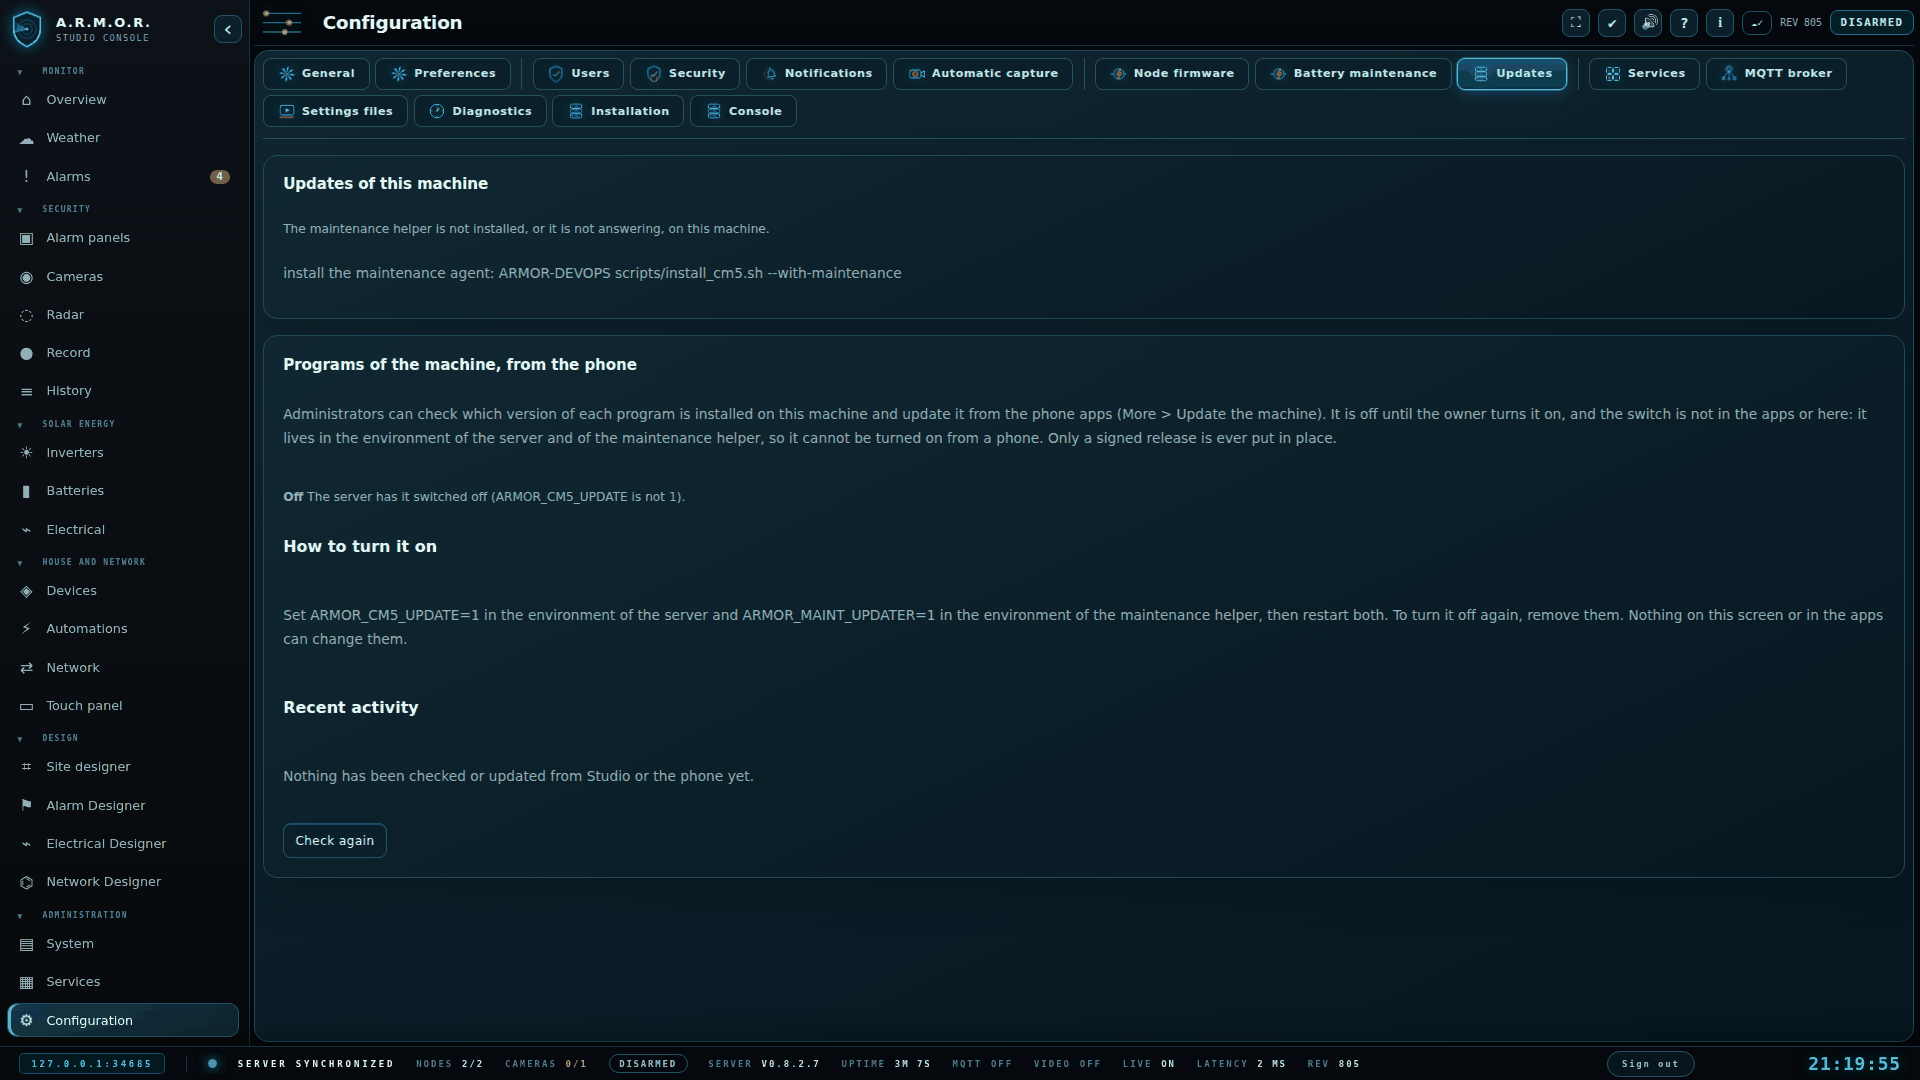 A.R.M.O.R.
STUDIO CONSOLE
MONITOR
Overview
Weather
Alarms 4
SECURITY
Alarm panels
Cameras
Radar
Record
History
SOLAR ENERGY
Inverters
Batteries
Electrical
HOUSE AND NETWORK
Devices
Automations
Network
Touch panel
DESIGN
Site designer
Alarm Designer
Electrical Designer
Network Designer
ADMINISTRATION
System
Services
Configuration
Configuration
? i REV 805 DISARMED
General Preferences Users Security Notifications Automatic capture Node firmware Battery maintenance Updates Services MQTT broker
Settings files Diagnostics Installation Console
Updates of this machine
The maintenance helper is not installed, or it is not answering, on this machine.
install the maintenance agent: ARMOR-DEVOPS scripts/install_cm5.sh --with-maintenance
Programs of the machine, from the phone
Administrators can check which version of each program is installed on this machine and update it from the phone apps (More > Update the machine). It is off until the owner turns it on, and the switch is not in the apps or here: it
lives in the environment of the server and of the maintenance helper, so it cannot be turned on from a phone. Only a signed release is ever put in place.
Off The server has it switched off (ARMOR_CM5_UPDATE is not 1).
How to turn it on
Set ARMOR_CM5_UPDATE=1 in the environment of the server and ARMOR_MAINT_UPDATER=1 in the environment of the maintenance helper, then restart both. To turn it off again, remove them. Nothing on this screen or in the apps
can change them.
Recent activity
Nothing has been checked or updated from Studio or the phone yet.
Check again
127.0.0.1:34685 SERVER SYNCHRONIZED NODES 2/2 CAMERAS 0/1 DISARMED SERVER V0.8.2.7 UPTIME 3M 7S MQTT OFF VIDEO OFF LIVE ON LATENCY 2 MS REV 805 Sign out 21:19:55